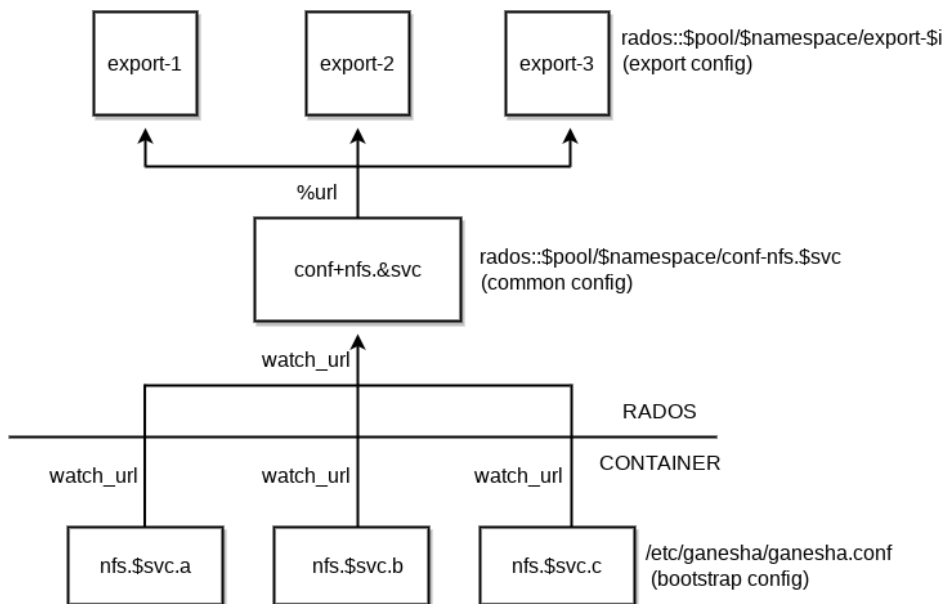 export-1
export-2
export-3
rados::$pool/$namespace/export-$i
(export config)
%url
conf+nfs.&svc
rados::$pool/$namespace/conf-nfs.$svc
(common config)
watch_url
RADOS
CONTAINER
watch_url
watch_url
watch_url
nfs.$svc.a
nfs.$svc.b
nfs.$svc.c
/etc/ganesha/ganesha.conf
(bootstrap config)